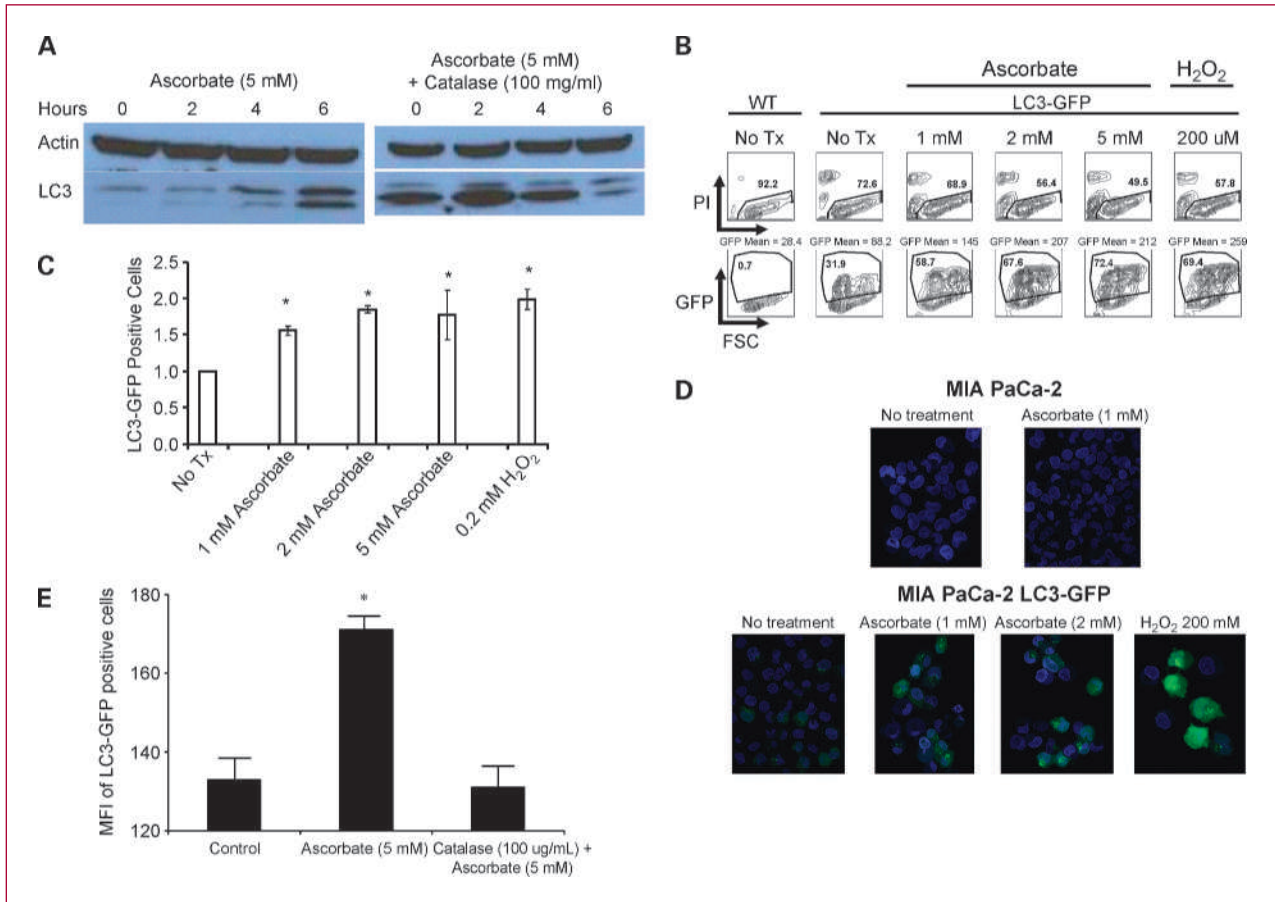 A
Ascorbate (5 mM)
Hours 0 2 4 6
Ascorbate (5 mM)
+ Catalase (100 mg/ml)
0 2 4 6
Actin
LC3
B
Ascorbate
H2O2
WT
LC3-GFP
No Tx No Tx 1 mM 2 mM 5 mM 200 uM
PI
92.2 72.6 68.9 56.4 49.5 57.8
GFP Mean = 28.4 GFP Mean = 88.2 GFP Mean = 145 GFP Mean = 207 GFP Mean = 212 GFP Mean = 259
0.7 31.9 58.7 67.6 72.4 69.4
GFP
FSC
C
LC3-GFP Positive Cells
2.5
2.0
1.5
1.0
0.5
0.0
* * * *
No Tx
1 mM Ascorbate
2 mM Ascorbate
5 mM Ascorbate
0.2 mM H2O2
D
MIA PaCa-2
No treatment Ascorbate (1 mM)
MIA PaCa-2 LC3-GFP
No treatment Ascorbate (1 mM) Ascorbate (2 mM) H2O2 200 mM
E
MFI of LC3-GFP positive cells
180
160
140
120
*
Control Ascorbate (5 mM) Catalase (100 ug/mL) +
Ascorbate (5 mM)